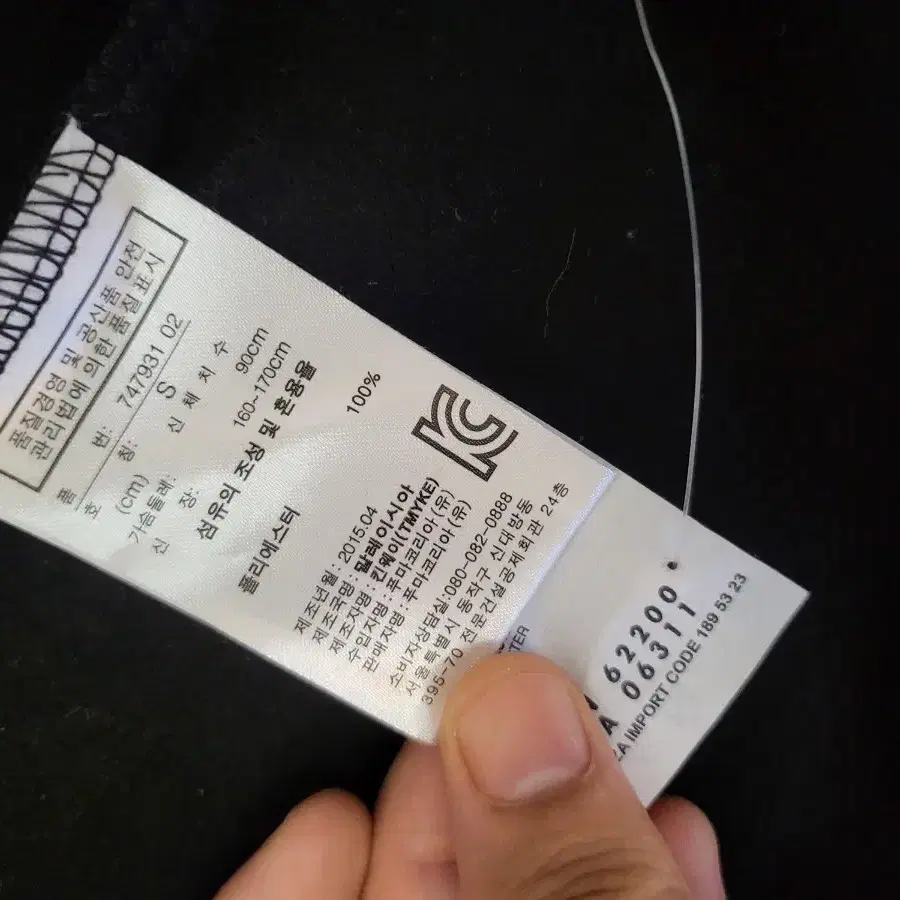 품질경영 및 공산품 안전
관리법에 의한 품질 표시
품 번: 747931 02
호 칭: S
(cm) 신 체 치 수
가슴둘레: 90cm
신 장: 160~170cm
섬유의 조성 및 혼용율
폴리에스터 100%
제조년월: 2015.04
제조국명: 말레이시아
제조자명: 킨웨이(TMYKE)
수입자명: 푸마코리아(유)
판매자명: 푸마코리아(유)
소비자상담실:080-082-0888
서울특별시 동작구 신대방동
395-70 전문건설공제회관 24층
62200
A 06311
IMPORT CODE 189 53 23